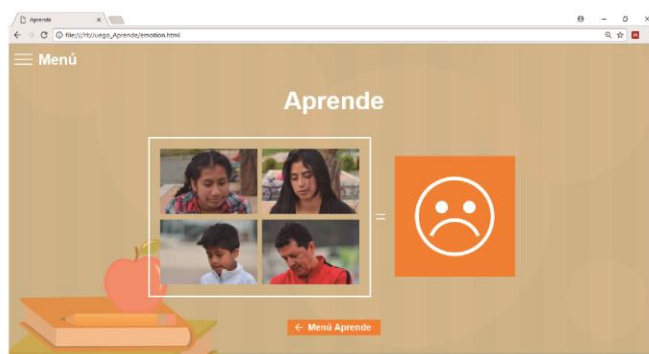 Aprende
file:///H:/Juego_Aprende/emotion.html
Menú
Aprende
=
← Menú Aprende